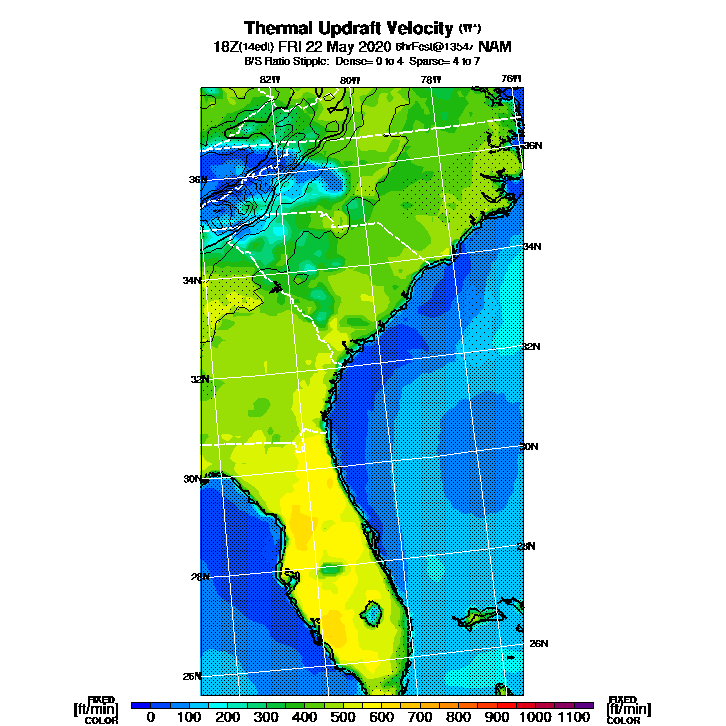 Thermal Updraft Velocity (W*)
18Z(14edt) FRI 22 May 2020 6hrFcst@1354z NAM
B/S Ratio Stipple: Dense= 0 to 4 Sparse= 4 to 7
82W 80W 78W 76W
36N
36N
34N
34N
32N
32N
30N
30N
28N
28N
26N
26N
FIXED
[ft/min]
COLOR
0 100 200 300 400 500 600 700 800 900 1000 1100
FIXED
[ft/min]
COLOR